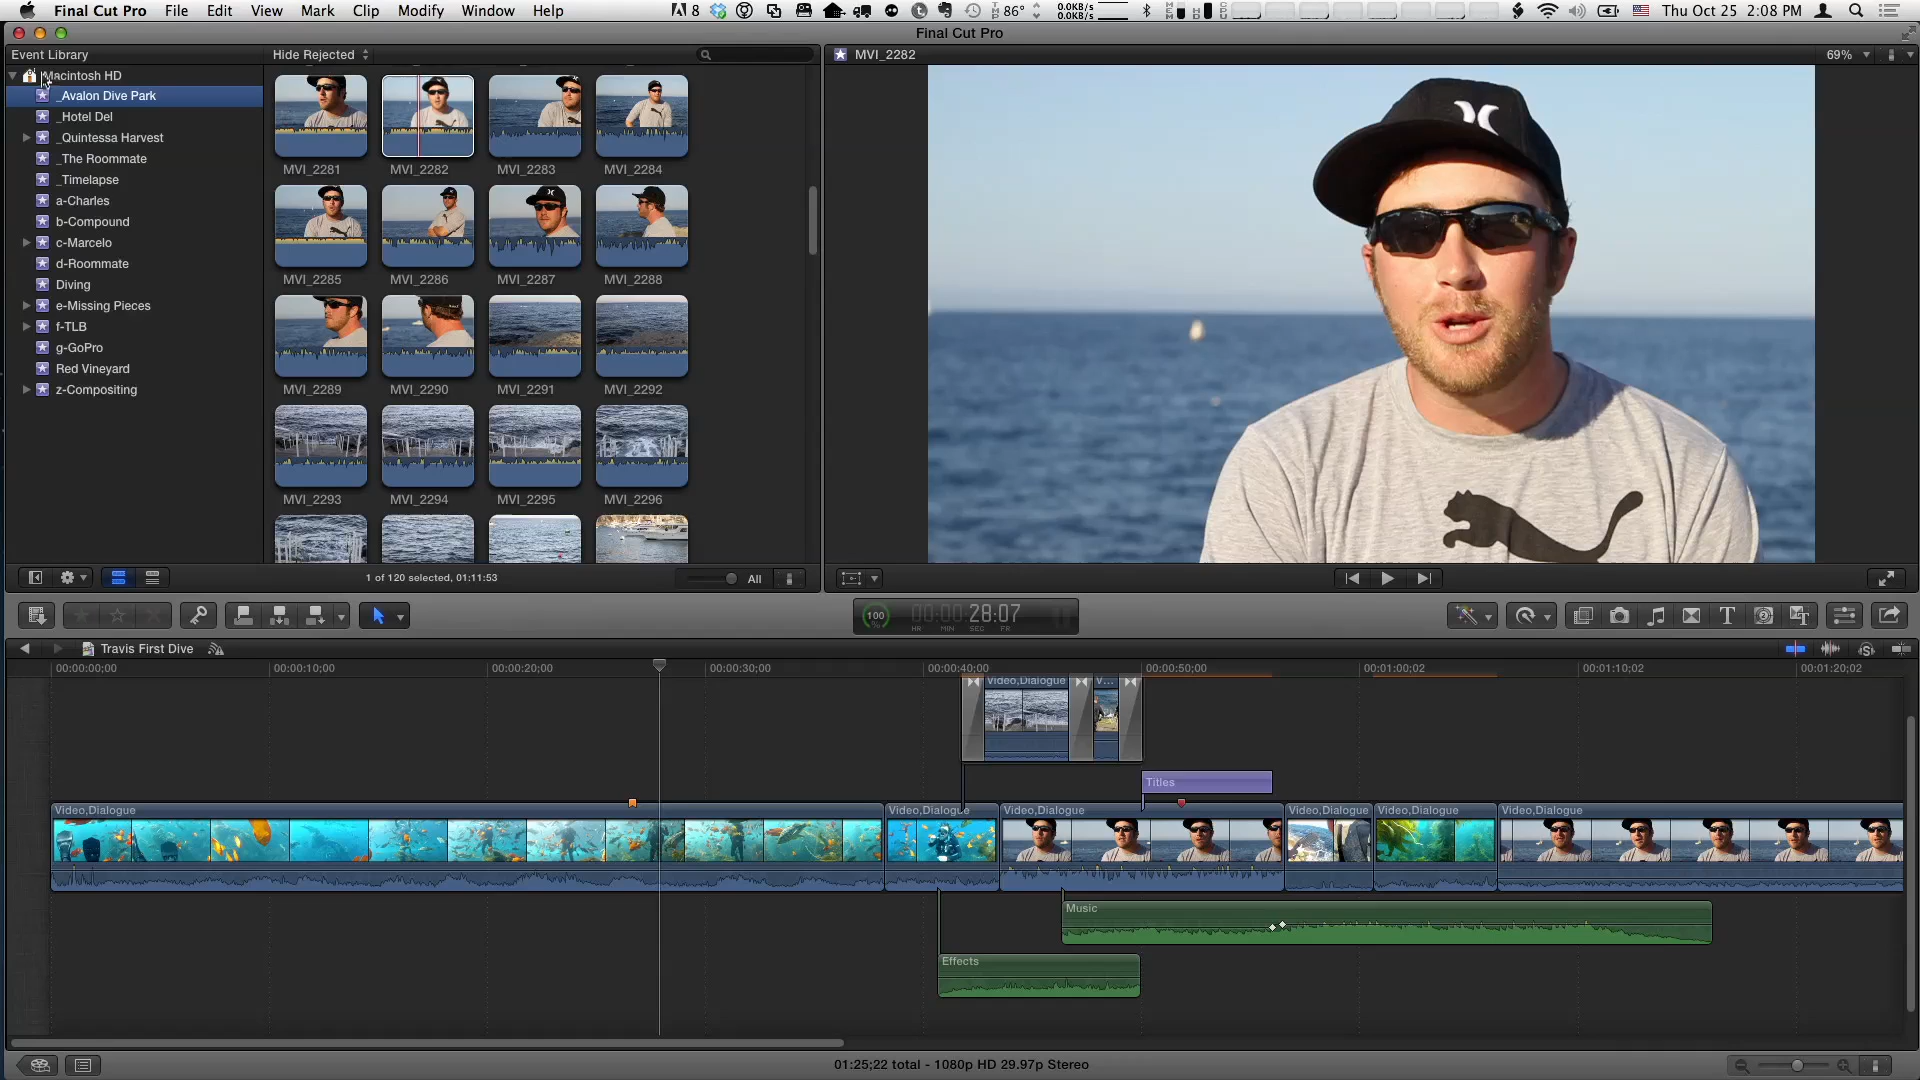 Final Cut Pro File Edit View Mark Clip Modify Window Help
8 86° 0.0KB/s 0.0KB/s Thu Oct 25 2:08 PM
Final Cut Pro
Event Library Hide Rejected MVI_2282 69%
Macintosh HD
_Avalon Dive Park
_Hotel Del
_Quintessa Harvest
_The Roommate
_Timelapse
a-Charles
b-Compound
c-Marcelo
d-Roommate
Diving
e-Missing Pieces
f-TLB
g-GoPro
Red Vineyard
z-Compositing
MVI_2281 MVI_2282 MVI_2283 MVI_2284
MVI_2285 MVI_2286 MVI_2287 MVI_2288
MVI_2289 MVI_2290 MVI_2291 MVI_2292
MVI_2293 MVI_2294 MVI_2295 MVI_2296
1 of 120 selected, 01:11:53 All
100 % 00:00:28:07
HR MIN SEC FR
Travis First Dive
00:00:00;00 00:00:10;00 00:00:20;00 00:00:30;00 00:00:40;00 00:00:50;00 00:01:00;02 00:01:10;02 00:01:20;02
Video,Dialogue V...
Titles
Video,Dialogue Video,Dialogue Video,Dialogue Video,Dialogue Video,Dialogue Video,Dialogue
Music
Effects
01:25;22 total - 1080p HD 29.97p Stereo